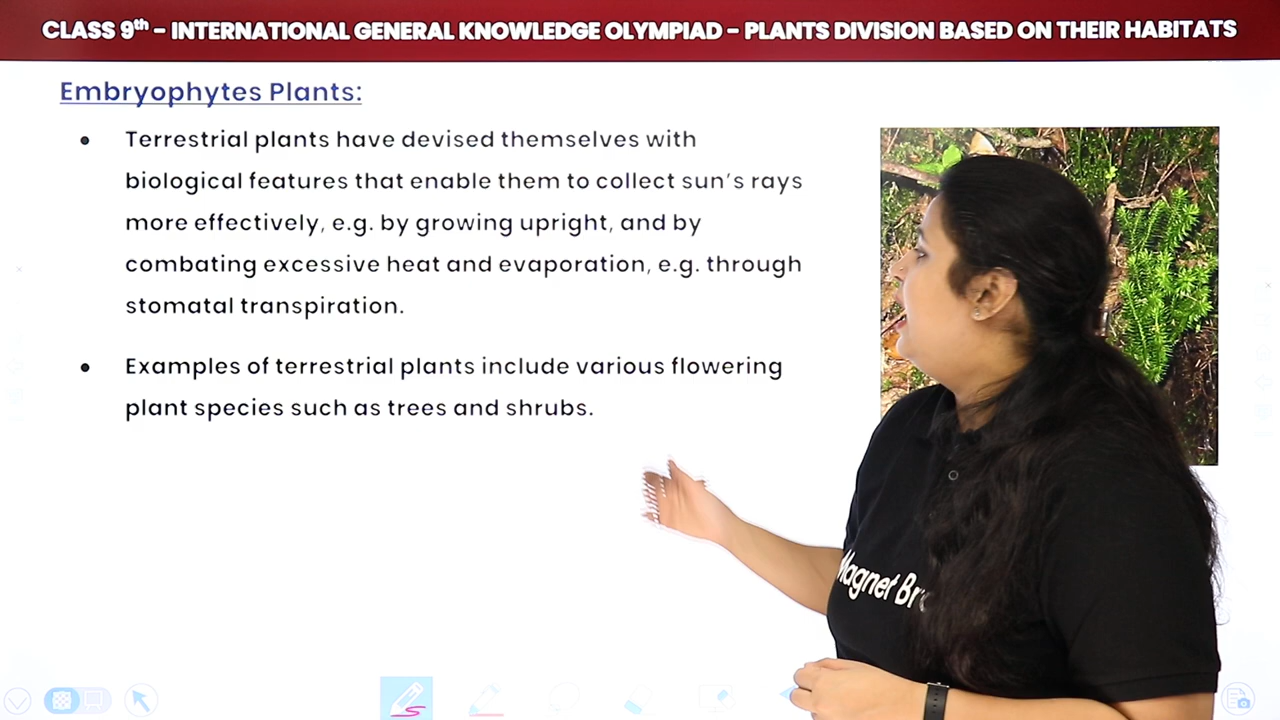 CLASS 9th – INTERNATIONAL GENERAL KNOWLEDGE OLYMPIAD – PLANTS DIVISION BASED ON THEIR HABITATS
Embryophytes Plants:
• Terrestrial plants have devised themselves with
biological features that enable them to collect sun's rays
more effectively, e.g. by growing upright, and by
combating excessive heat and evaporation, e.g. through
stomatal transpiration.
• Examples of terrestrial plants include various flowering
plant species such as trees and shrubs.
Magnet